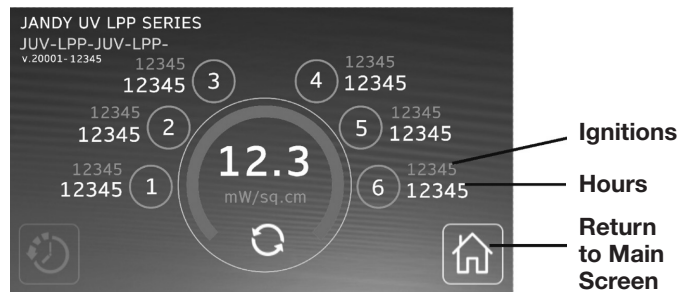 JANDY UV LPP SERIES
JUV-LPP-JUV-LPP-
v.20001-12345
12345
12345 3
4 12345
12345
12345
12345 2
5 12345
12345
12345
12345 1
6 12345
12345
12.3
mW/sq.cm
Ignitions
Hours
Return
to Main
Screen